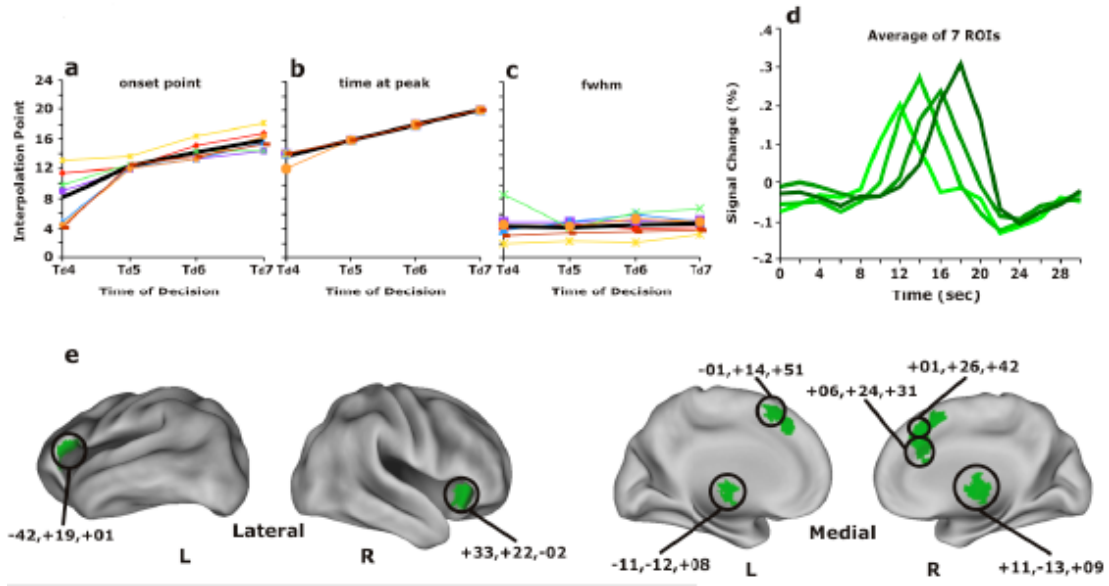 a
onset point
b
time at peak
c
fwhm
d
Average of 7 ROIs
Interpolation Point
24
20
16
12
8
4
0
Td4 Td5 Td6 Td7
Time of Decision
Td4 Td5 Td6 Td7
Time of Decision
Td4 Td5 Td6 Td7
Time of Decision
Signal Change (%)
.4
.3
.2
.1
0
-.1
-.2
0 4 8 12 16 20 24 28
Time (sec)
e
-42,+19,+01
L
Lateral
R
+33,+22,-02
-01,+14,+51
+01,+26,+42
+06,+24,+31
-11,-12,+08
L
Medial
R
+11,-13,+09